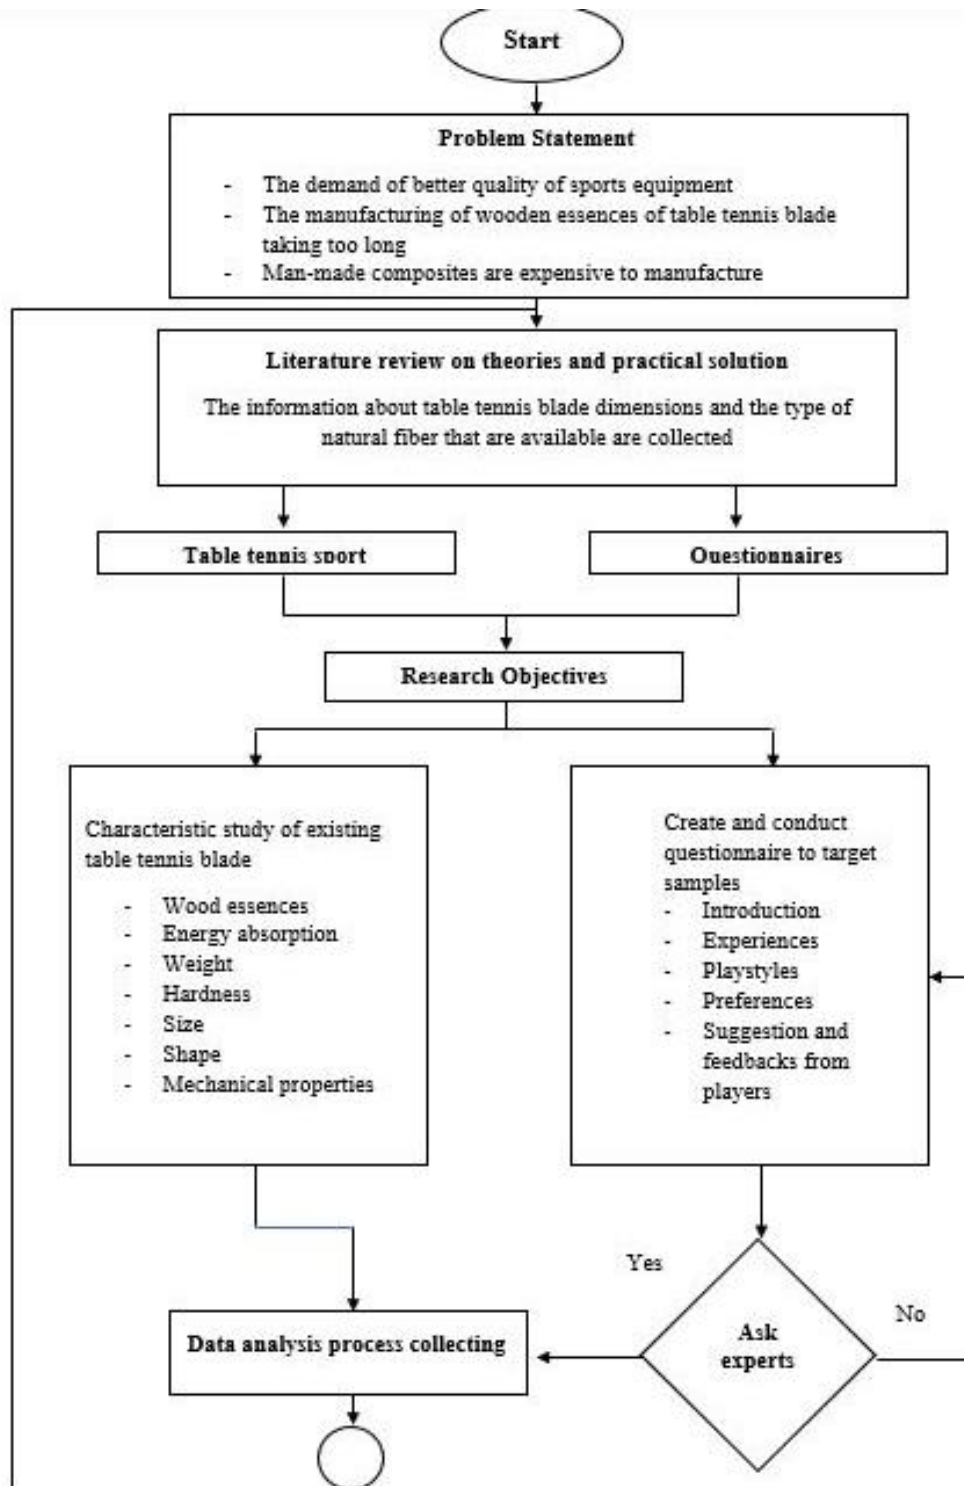 Start
Problem Statement
- The demand of better quality of sports equipment
- The manufacturing of wooden essences of table tennis blade
taking too long
- Man-made composites are expensive to manufacture
Literature review on theories and practical solution
The information about table tennis blade dimensions and the type of
natural fiber that are available are collected
Table tennis sport
Questionnaires
Research Objectives
Characteristic study of existing
table tennis blade
- Wood essences
- Energy absorption
- Weight
- Hardness
- Size
- Shape
- Mechanical properties
Create and conduct
questionnaire to target
samples
- Introduction
- Experiences
- Playstyles
- Preferences
- Suggestion and
feedbacks from
players
Yes
No
Data analysis process collecting
Ask
experts